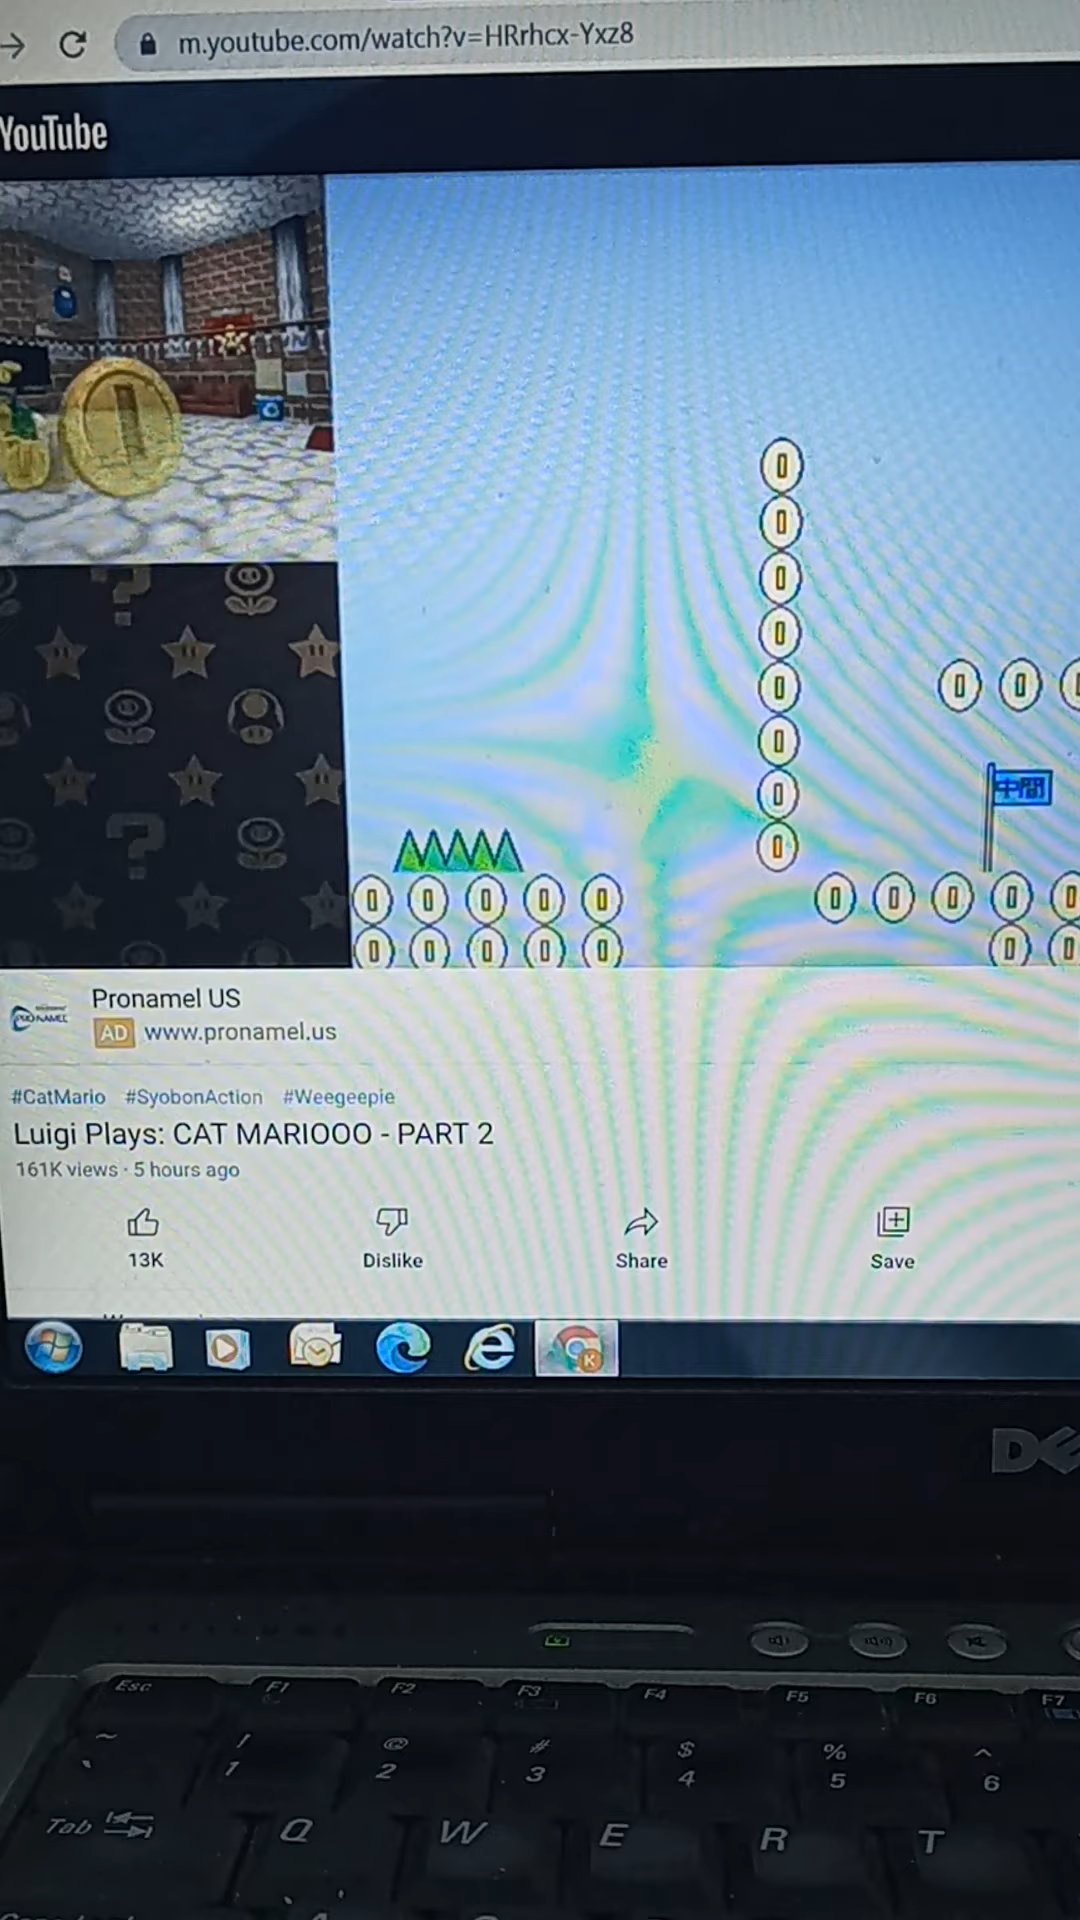 m.youtube.com/watch?v=HRrhcx-Yxz8
YouTube
中間
Pronamel US
AD www.pronamel.us
#CatMario #SyobonAction #Weegeepie
Luigi Plays: CAT MARIOOO - PART 2
161K views · 5 hours ago
13K Dislike Share Save
K
Esc F1 F2 F3 F4 F5 F6 F7
~ ! @ # $ % ^
` 1 2 3 4 5 6
Tab Q W E R T